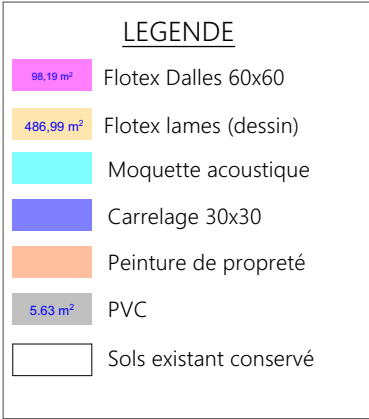 LEGENDE
98,19 m² Flotex Dalles 60x60
486,99 m² Flotex lames (dessin)
Moquette acoustique
Carrelage 30x30
Peinture de propreté
5.63 m² PVC
Sols existant conservé